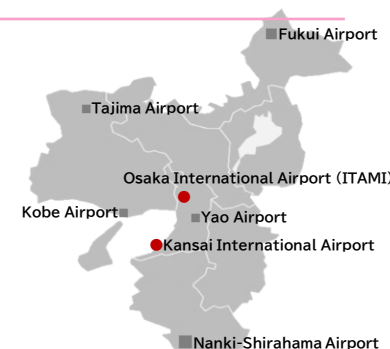 Fukui Airport
Tajima Airport
Osaka International Airport (ITAMI)
Kobe Airport
Yao Airport
Kansai International Airport
Nanki-Shirahama Airport